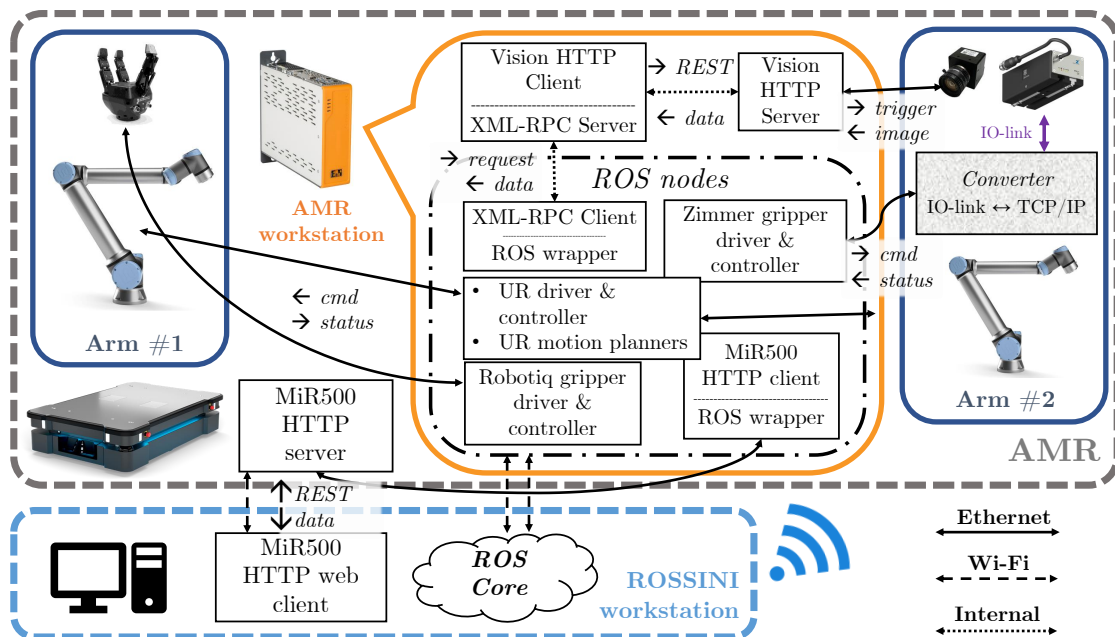 Vision HTTP
Client
XML-RPC Server
→ REST
← data
Vision
HTTP
Server
→ trigger
← image
IO-link
→ request
← data
ROS nodes
Converter
IO-link ↔ TCP/IP
AMR
workstation
XML-RPC Client
ROS wrapper
Zimmer gripper
driver &
controller
→ cmd
← status
← cmd
→ status
• UR driver &
controller
• UR motion planners
Arm #1
MiR500
HTTP client
ROS wrapper
Robotiq gripper
driver &
controller
Arm #2
MiR500
HTTP
server
AMR
REST
data
MiR500
HTTP web
client
ROS
Core
ROSSINI
workstation
Ethernet
Wi-Fi
Internal